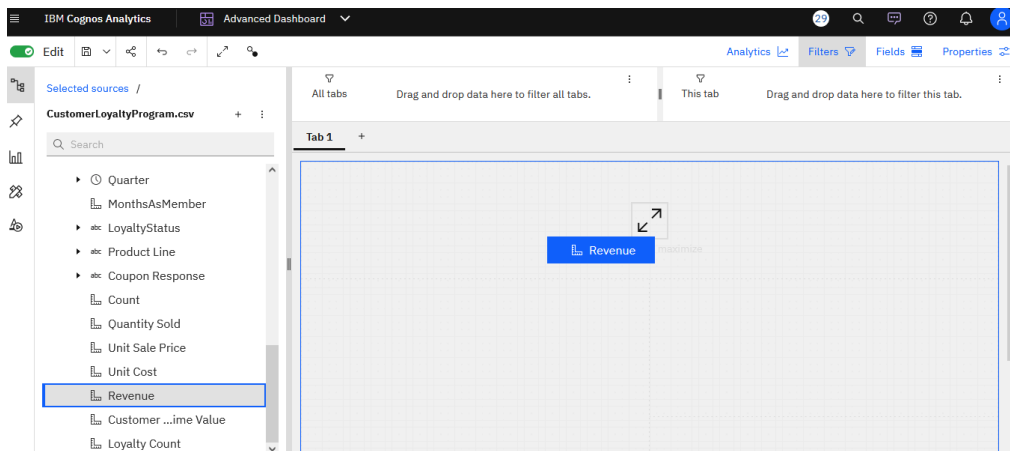 IBM Cognos Analytics
Advanced Dashboard
29
Edit
Analytics
Filters
Fields
Properties
Selected sources /
CustomerLoyaltyProgram.csv
Search
All tabs
Drag and drop data here to filter all tabs.
This tab
Drag and drop data here to filter this tab.
Tab 1
Quarter
MonthsAsMember
abc LoyaltyStatus
abc Product Line
abc Coupon Response
Count
Quantity Sold
Unit Sale Price
Unit Cost
Revenue
Customer ...ime Value
Loyalty Count
Revenue
maximize